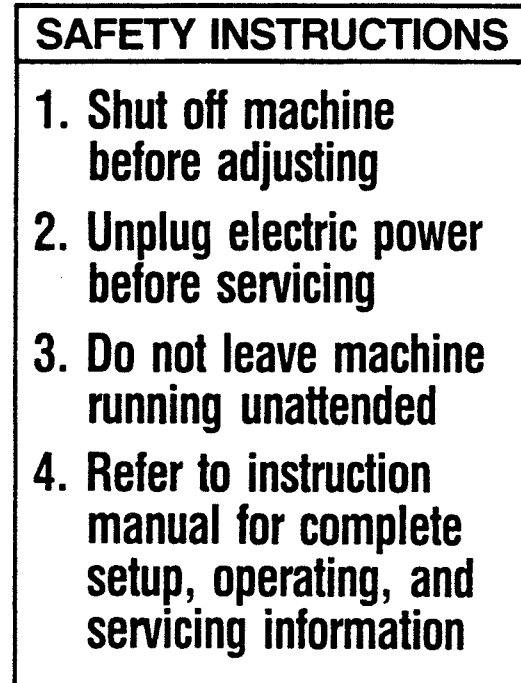 SAFETY INSTRUCTIONS
1. Shut off machine
before adjusting
2. Unplug electric power
before servicing
3. Do not leave machine
running unattended
4. Refer to instruction
manual for complete
setup, operating, and
servicing information